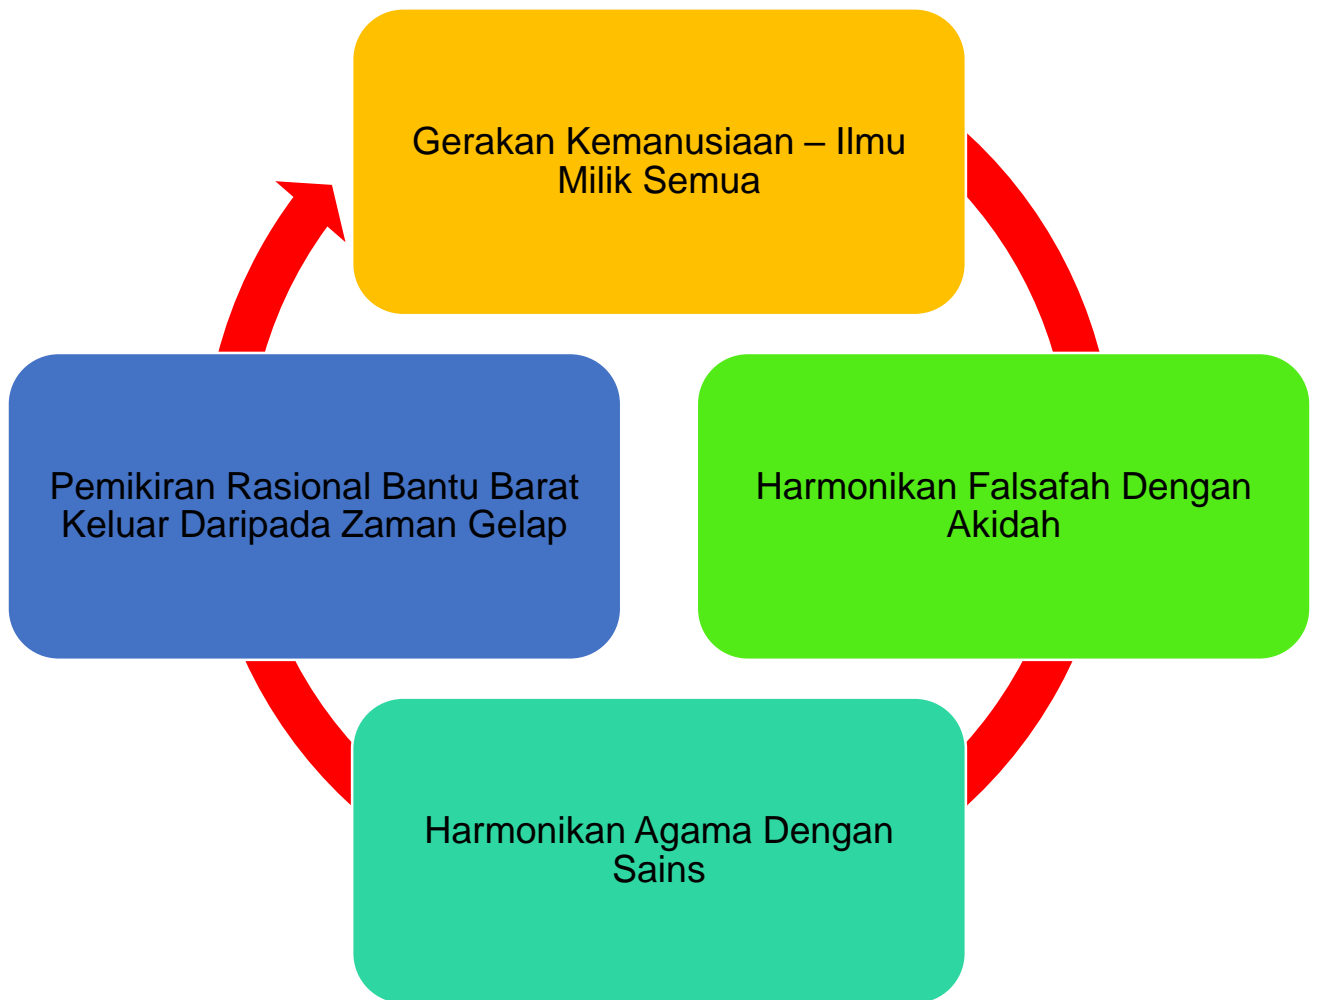 Gerakan Kemanusiaan – Ilmu
Milik Semua
Pemikiran Rasional Bantu Barat
Keluar Daripada Zaman Gelap
Harmonikan Falsafah Dengan
Akidah
Harmonikan Agama Dengan
Sains